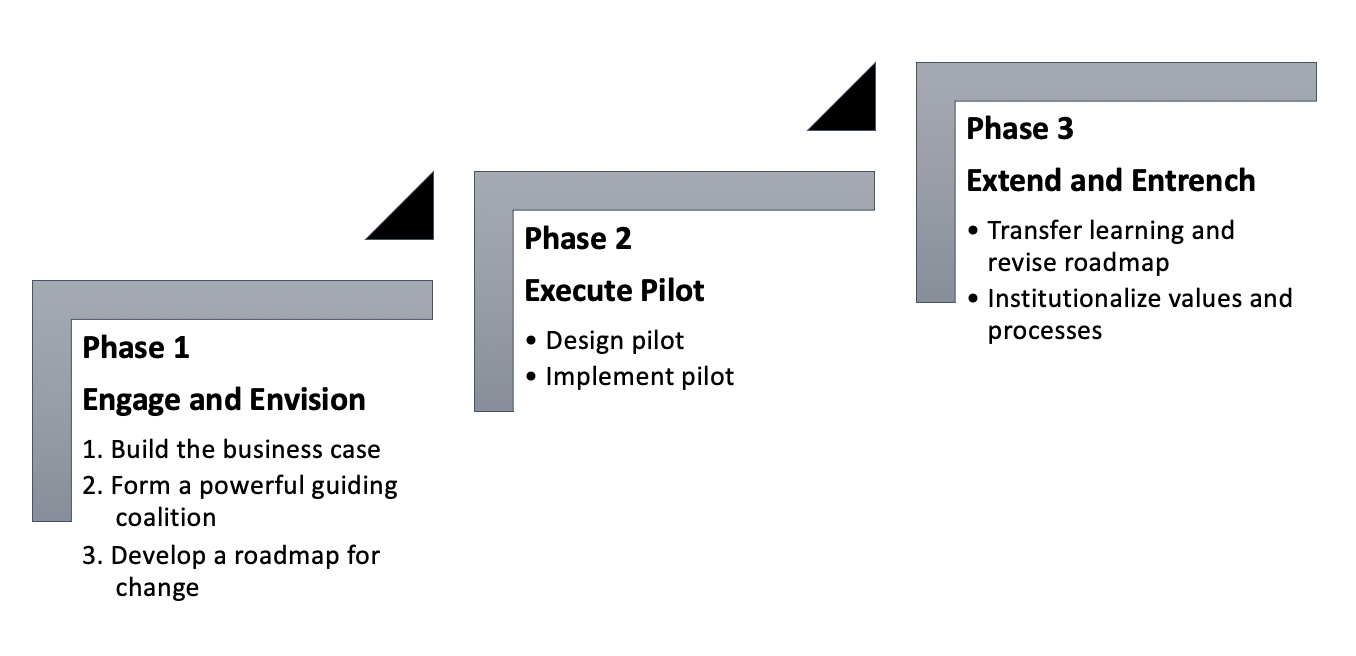 Phase 1
Engage and Envision
1. Build the business case
2. Form a powerful guiding
coalition
3. Develop a roadmap for
change
Phase 2
Execute Pilot
• Design pilot
• Implement pilot
Phase 3
Extend and Entrench
• Transfer learning and
revise roadmap
• Institutionalize values and
processes